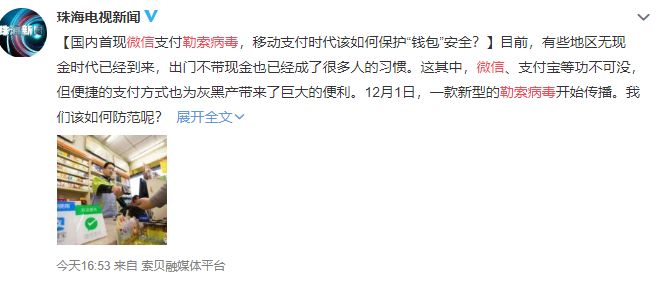 珠海电视新闻
【国内首现微信支付勒索病毒，移动支付时代该如何保护“钱包”安全？】目前，有些地区无现
金时代已经到来，出门不带现金也已经成了很多人的习惯。这其中，微信、支付宝等功不可没，
但便捷的支付方式也为灰黑产带来了巨大的便利。12月1日，一款新型的勒索病毒开始传播。我
们该如何防范呢？ 展开全文
今天16:53 来自 索贝融媒体平台